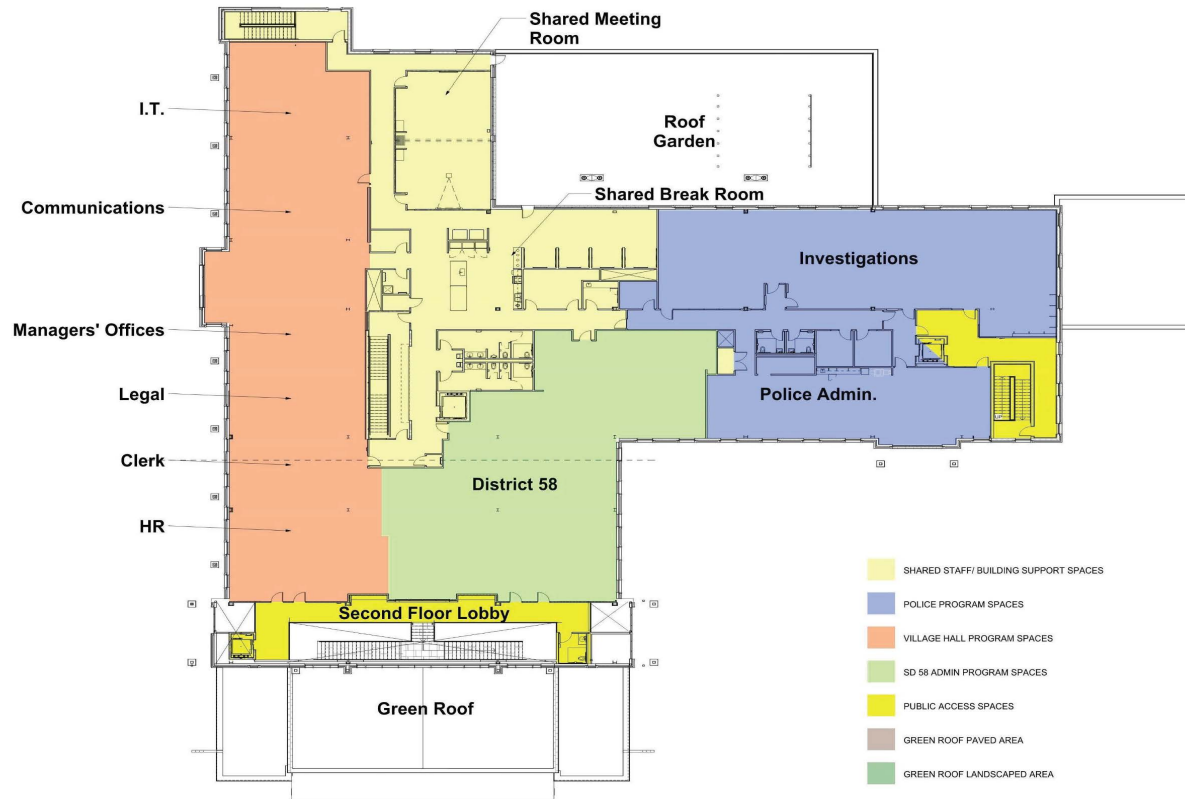 Shared Meeting
Room
I.T.
Roof
Garden
Communications
Shared Break Room
Investigations
Managers' Offices
Legal
Police Admin.
Clerk
District 58
HR
Second Floor Lobby
Green Roof
SHARED STAFF/ BUILDING SUPPORT SPACES
POLICE PROGRAM SPACES
VILLAGE HALL PROGRAM SPACES
SD 58 ADMIN PROGRAM SPACES
PUBLIC ACCESS SPACES
GREEN ROOF PAVED AREA
GREEN ROOF LANDSCAPED AREA